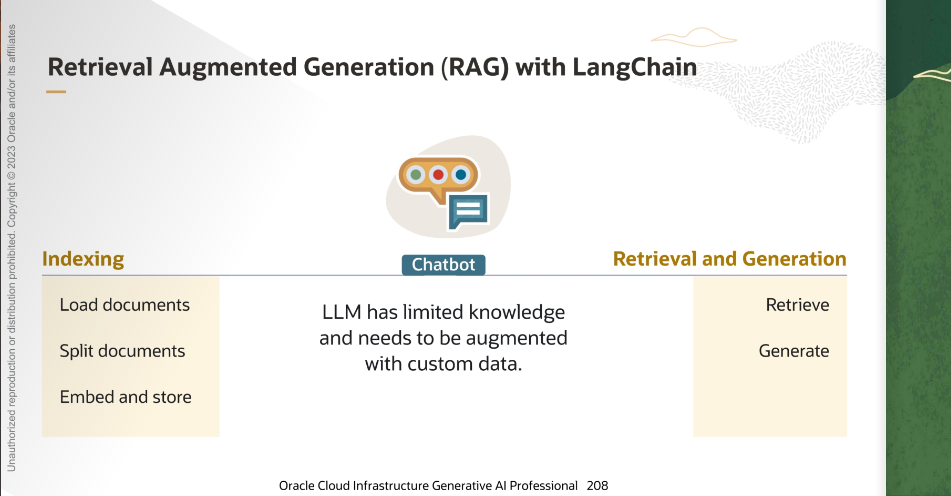 Retrieval Augmented Generation (RAG) with LangChain
Indexing
Chatbot
Retrieval and Generation
Load documents
Split documents
Embed and store
LLM has limited knowledge
and needs to be augmented
with custom data.
Retrieve
Generate
Oracle Cloud Infrastructure Generative AI Professional 208
Unauthorized reproduction or distribution prohibited. Copyright © 2023 Oracle and/or its affiliates